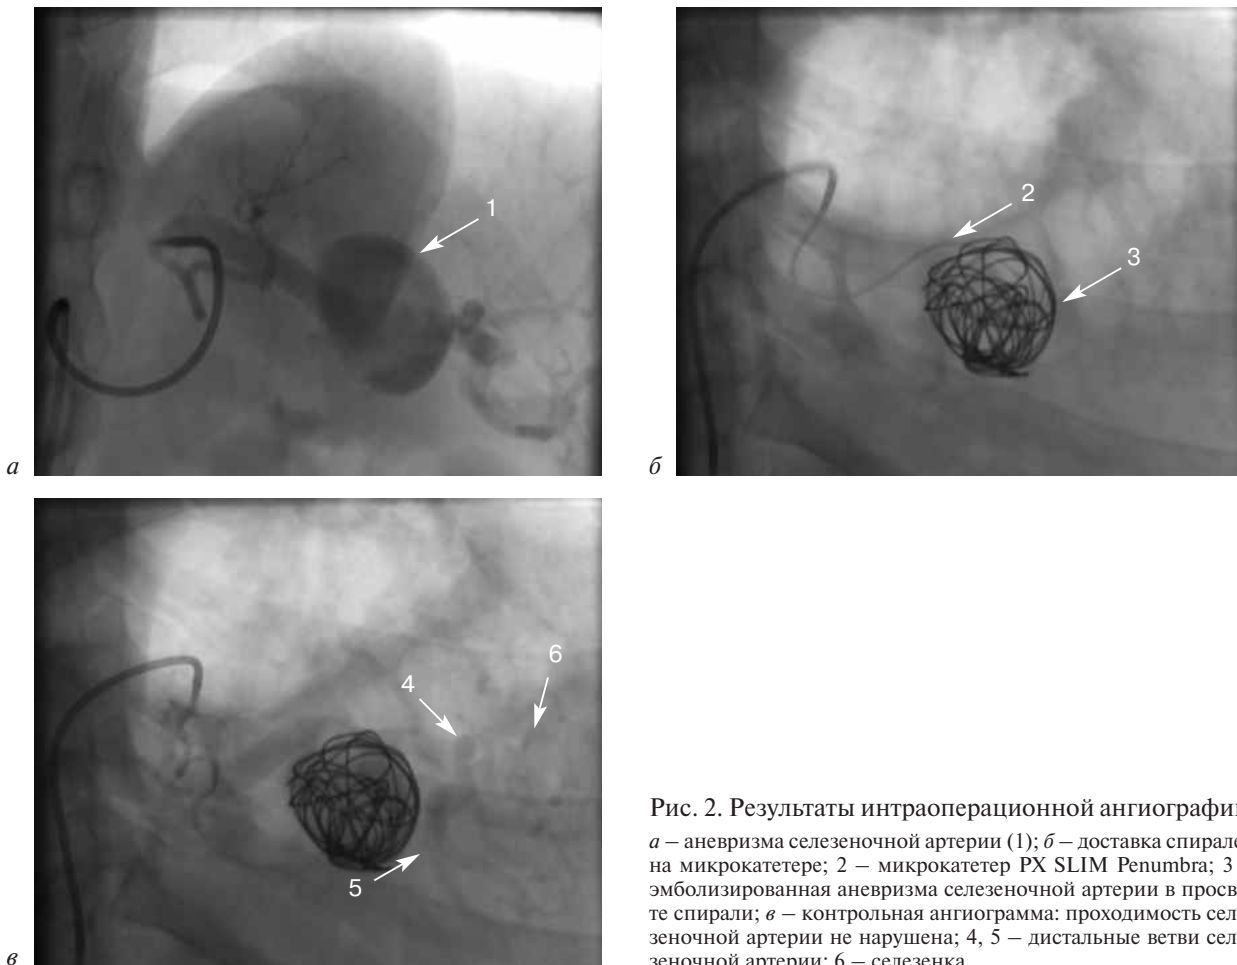 1
а
2
3
б
4
6
5
в
Рис. 2. Результаты интраоперационной ангиографи
а – аневризма селезеночной артерии (1); б – доставка спирале
на микрокатетере; 2 – микрокатетер PX SLIM Penumbra; 3
эмболизированная аневризма селезеночной артерии в просв
те спирали; в – контрольная ангиограмма: проходимость сел
зеночной артерии не нарушена; 4, 5 – дистальные ветви сел
зеночной артерии; 6 – селезенка